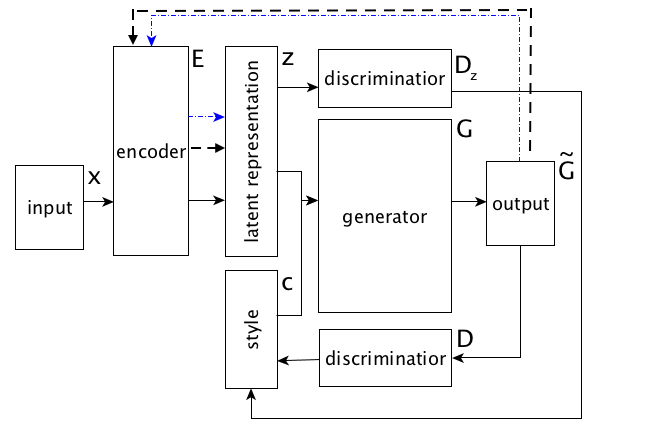 E
z
discriminatior
D_z
encoder
latent representation
G
x
G̃
input
generator
output
c
style
discriminatior
D